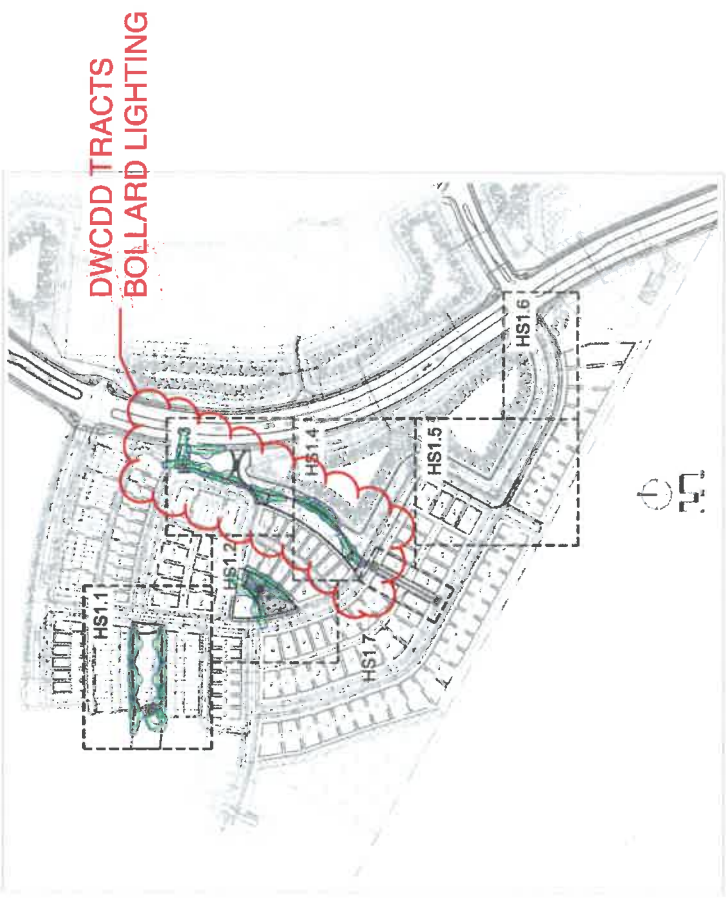 DWCDD TRACTS
BOLLARD LIGHTING
HS1.1
HS1.2
HS1.4
HS1.5
HS1.6
HS1.7